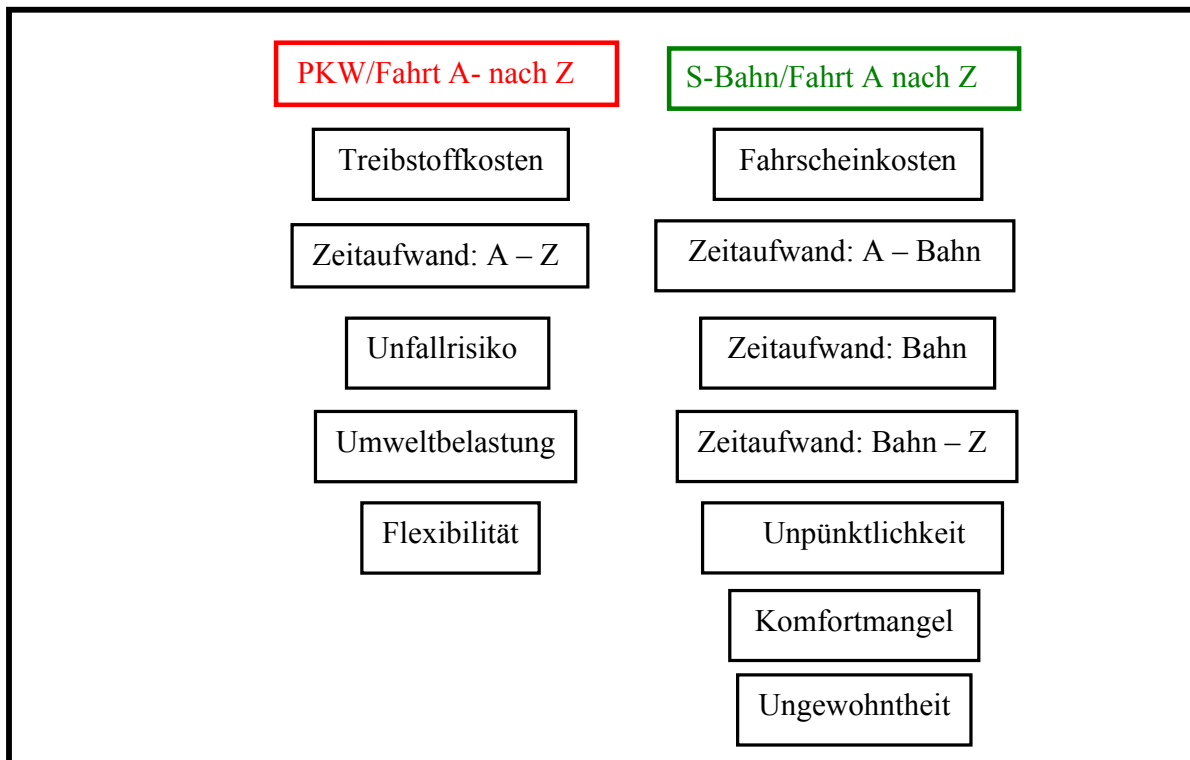 PKW/Fahrt A- nach Z
Treibstoffkosten
Zeitaufwand: A – Z
Unfallrisiko
Umweltbelastung
Flexibilität
S-Bahn/Fahrt A nach Z
Fahrscheinkosten
Zeitaufwand: A – Bahn
Zeitaufwand: Bahn
Zeitaufwand: Bahn – Z
Unpünktlichkeit
Komfortmangel
Ungewohntheit